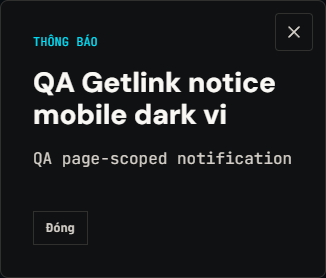 THÔNG BÁO
QA Getlink notice
mobile dark vi
QA page-scoped notification
Đóng